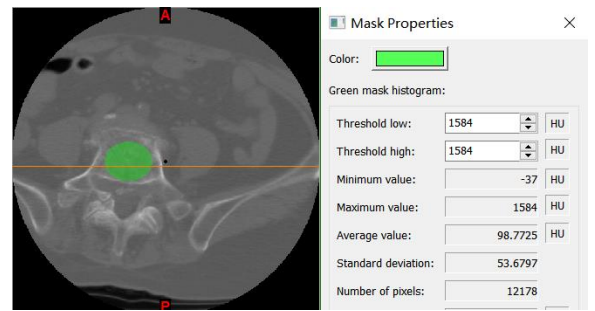 A
P
Mask Properties
Color:
Green mask histogram:
Threshold low: 1584 HU
Threshold high: 1584 HU
Minimum value: -37 HU
Maximum value: 1584 HU
Average value: 98.7725 HU
Standard deviation: 53.6797
Number of pixels: 12178